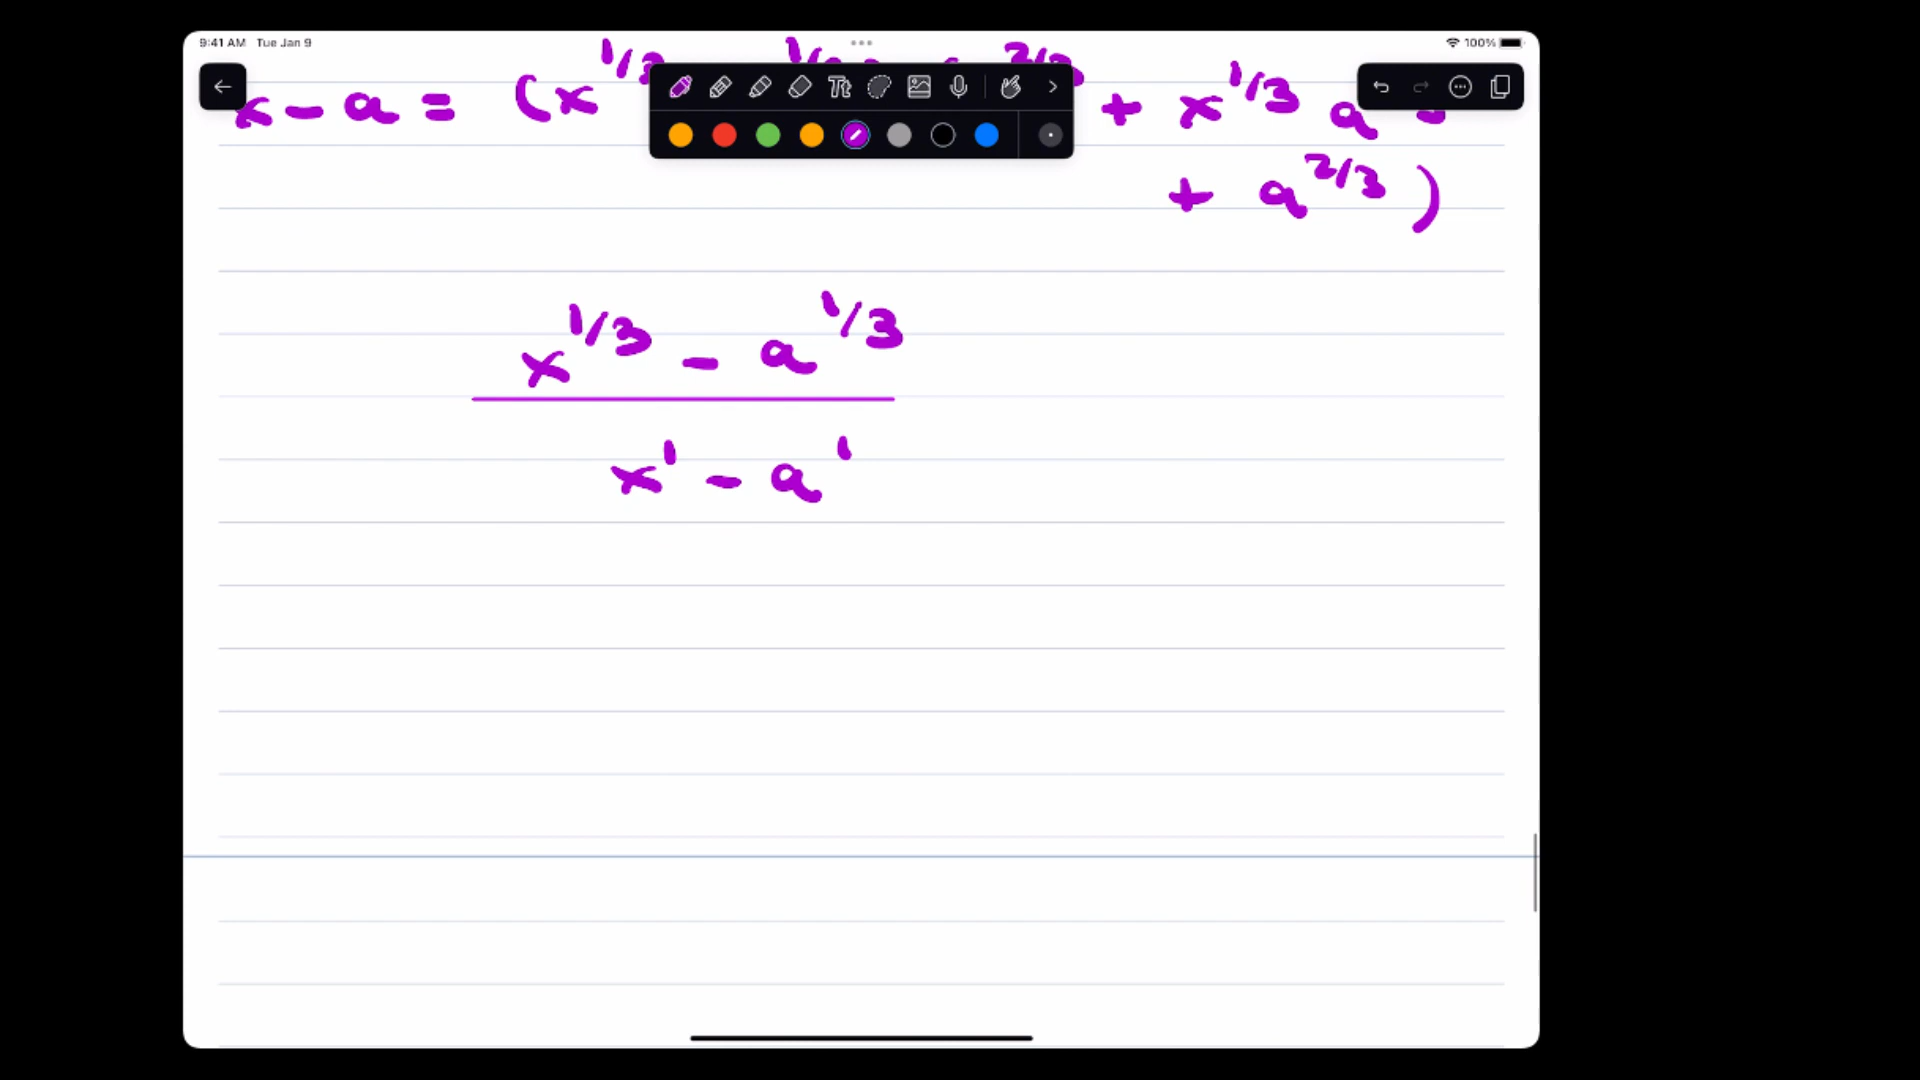 9:41 AM Tue Jan 9
100%
x - a = (x^1/3 + x^1/3 a
+ a^2/3 )
x^1/3 - a^1/3
x^1 - a^1
Tt